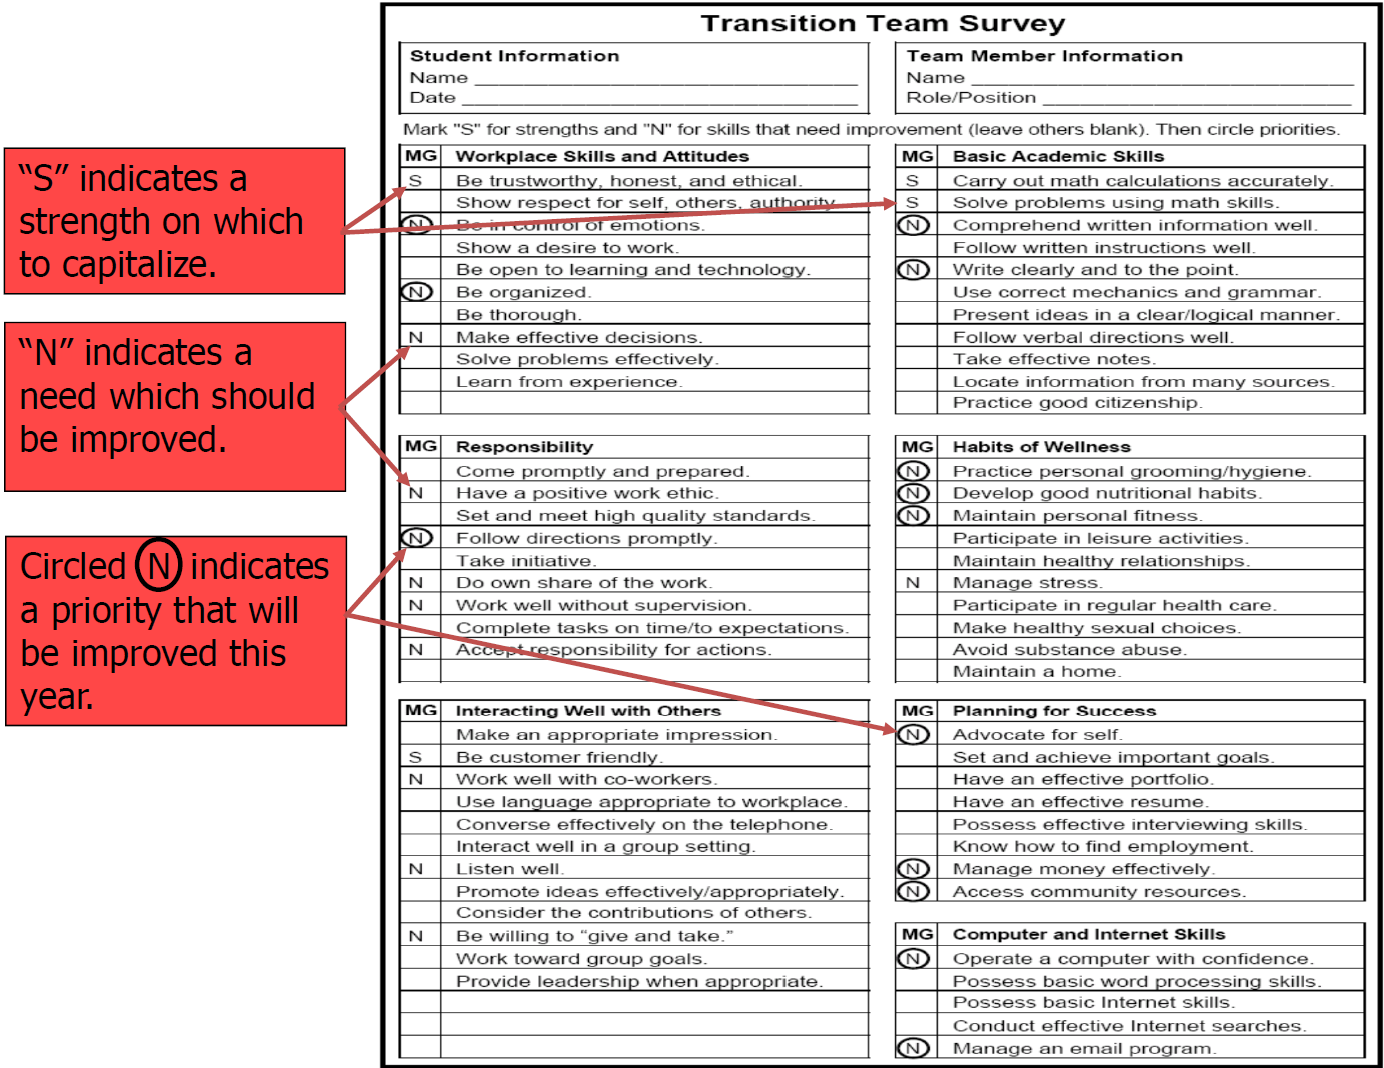 Transition Team Survey
Student Information
Name
Date
Team Member Information
Name
Role/Position
Mark "S" for strengths and "N" for skills that need improvement (leave others blank). Then circle priorities.
“S” indicates a
strength on which
to capitalize.
“N” indicates a
need which should
be improved.
Circled N indicates
a priority that will
be improved this
year.
MG Workplace Skills and Attitudes
S Be trustworthy, honest, and ethical.
Show respect for self, others, authority.
N Be in control of emotions.
Show a desire to work.
Be open to learning and technology.
N Be organized.
Be thorough.
N Make effective decisions.
Solve problems effectively.
Learn from experience.
MG Basic Academic Skills
S Carry out math calculations accurately.
S Solve problems using math skills.
N Comprehend written information well.
Follow written instructions well.
N Write clearly and to the point.
Use correct mechanics and grammar.
Present ideas in a clear/logical manner.
Follow verbal directions well.
Take effective notes.
Locate information from many sources.
Practice good citizenship.
MG Responsibility
Come promptly and prepared.
N Have a positive work ethic.
Set and meet high quality standards.
N Follow directions promptly.
Take initiative.
N Do own share of the work.
N Work well without supervision.
Complete tasks on time/to expectations.
N Accept responsibility for actions.
MG Habits of Wellness
N Practice personal grooming/hygiene.
N Develop good nutritional habits.
N Maintain personal fitness.
Participate in leisure activities.
Maintain healthy relationships.
N Manage stress.
Participate in regular health care.
Make healthy sexual choices.
Avoid substance abuse.
Maintain a home.
MG Interacting Well with Others
Make an appropriate impression.
S Be customer friendly.
N Work well with co-workers.
Use language appropriate to workplace.
Converse effectively on the telephone.
Interact well in a group setting.
N Listen well.
Promote ideas effectively/appropriately.
Consider the contributions of others.
N Be willing to “give and take.”
Work toward group goals.
Provide leadership when appropriate.
MG Planning for Success
N Advocate for self.
Set and achieve important goals.
Have an effective portfolio.
Have an effective resume.
Possess effective interviewing skills.
Know how to find employment.
N Manage money effectively.
N Access community resources.
MG Computer and Internet Skills
N Operate a computer with confidence.
Possess basic word processing skills.
Possess basic Internet skills.
Conduct effective Internet searches.
N Manage an email program.